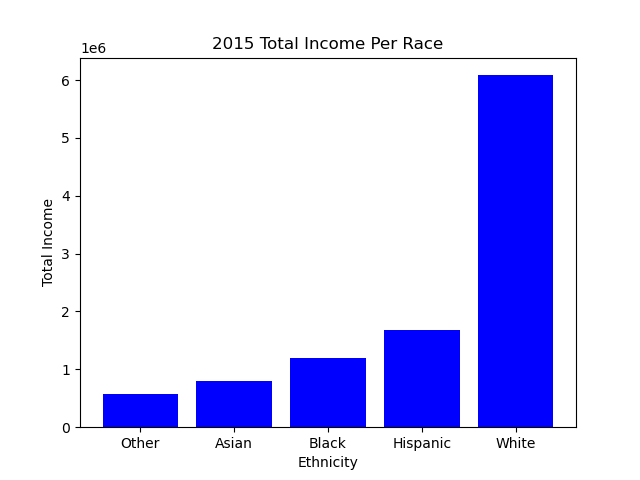 2015 Total Income Per Race
1e6
6
5
4
3
2
1
0
Total Income
Other Asian Black Hispanic White
Ethnicity